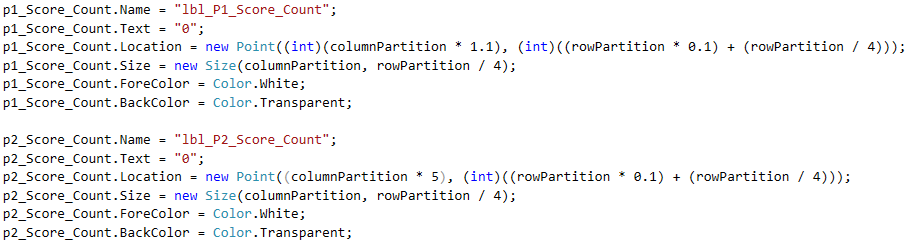 p1_Score_Count.Name = "lbl_P1_Score_Count";
p1_Score_Count.Text = "0";
p1_Score_Count.Location = new Point((int)(columnPartition * 1.1), (int)((rowPartition * 0.1) + (rowPartition / 4)));
p1_Score_Count.Size = new Size(columnPartition, rowPartition / 4);
p1_Score_Count.ForeColor = Color.White;
p1_Score_Count.BackColor = Color.Transparent;
p2_Score_Count.Name = "lbl_P2_Score_Count";
p2_Score_Count.Text = "0";
p2_Score_Count.Location = new Point((columnPartition * 5), (int)((rowPartition * 0.1) + (rowPartition / 4)));
p2_Score_Count.Size = new Size(columnPartition, rowPartition / 4);
p2_Score_Count.ForeColor = Color.White;
p2_Score_Count.BackColor = Color.Transparent;